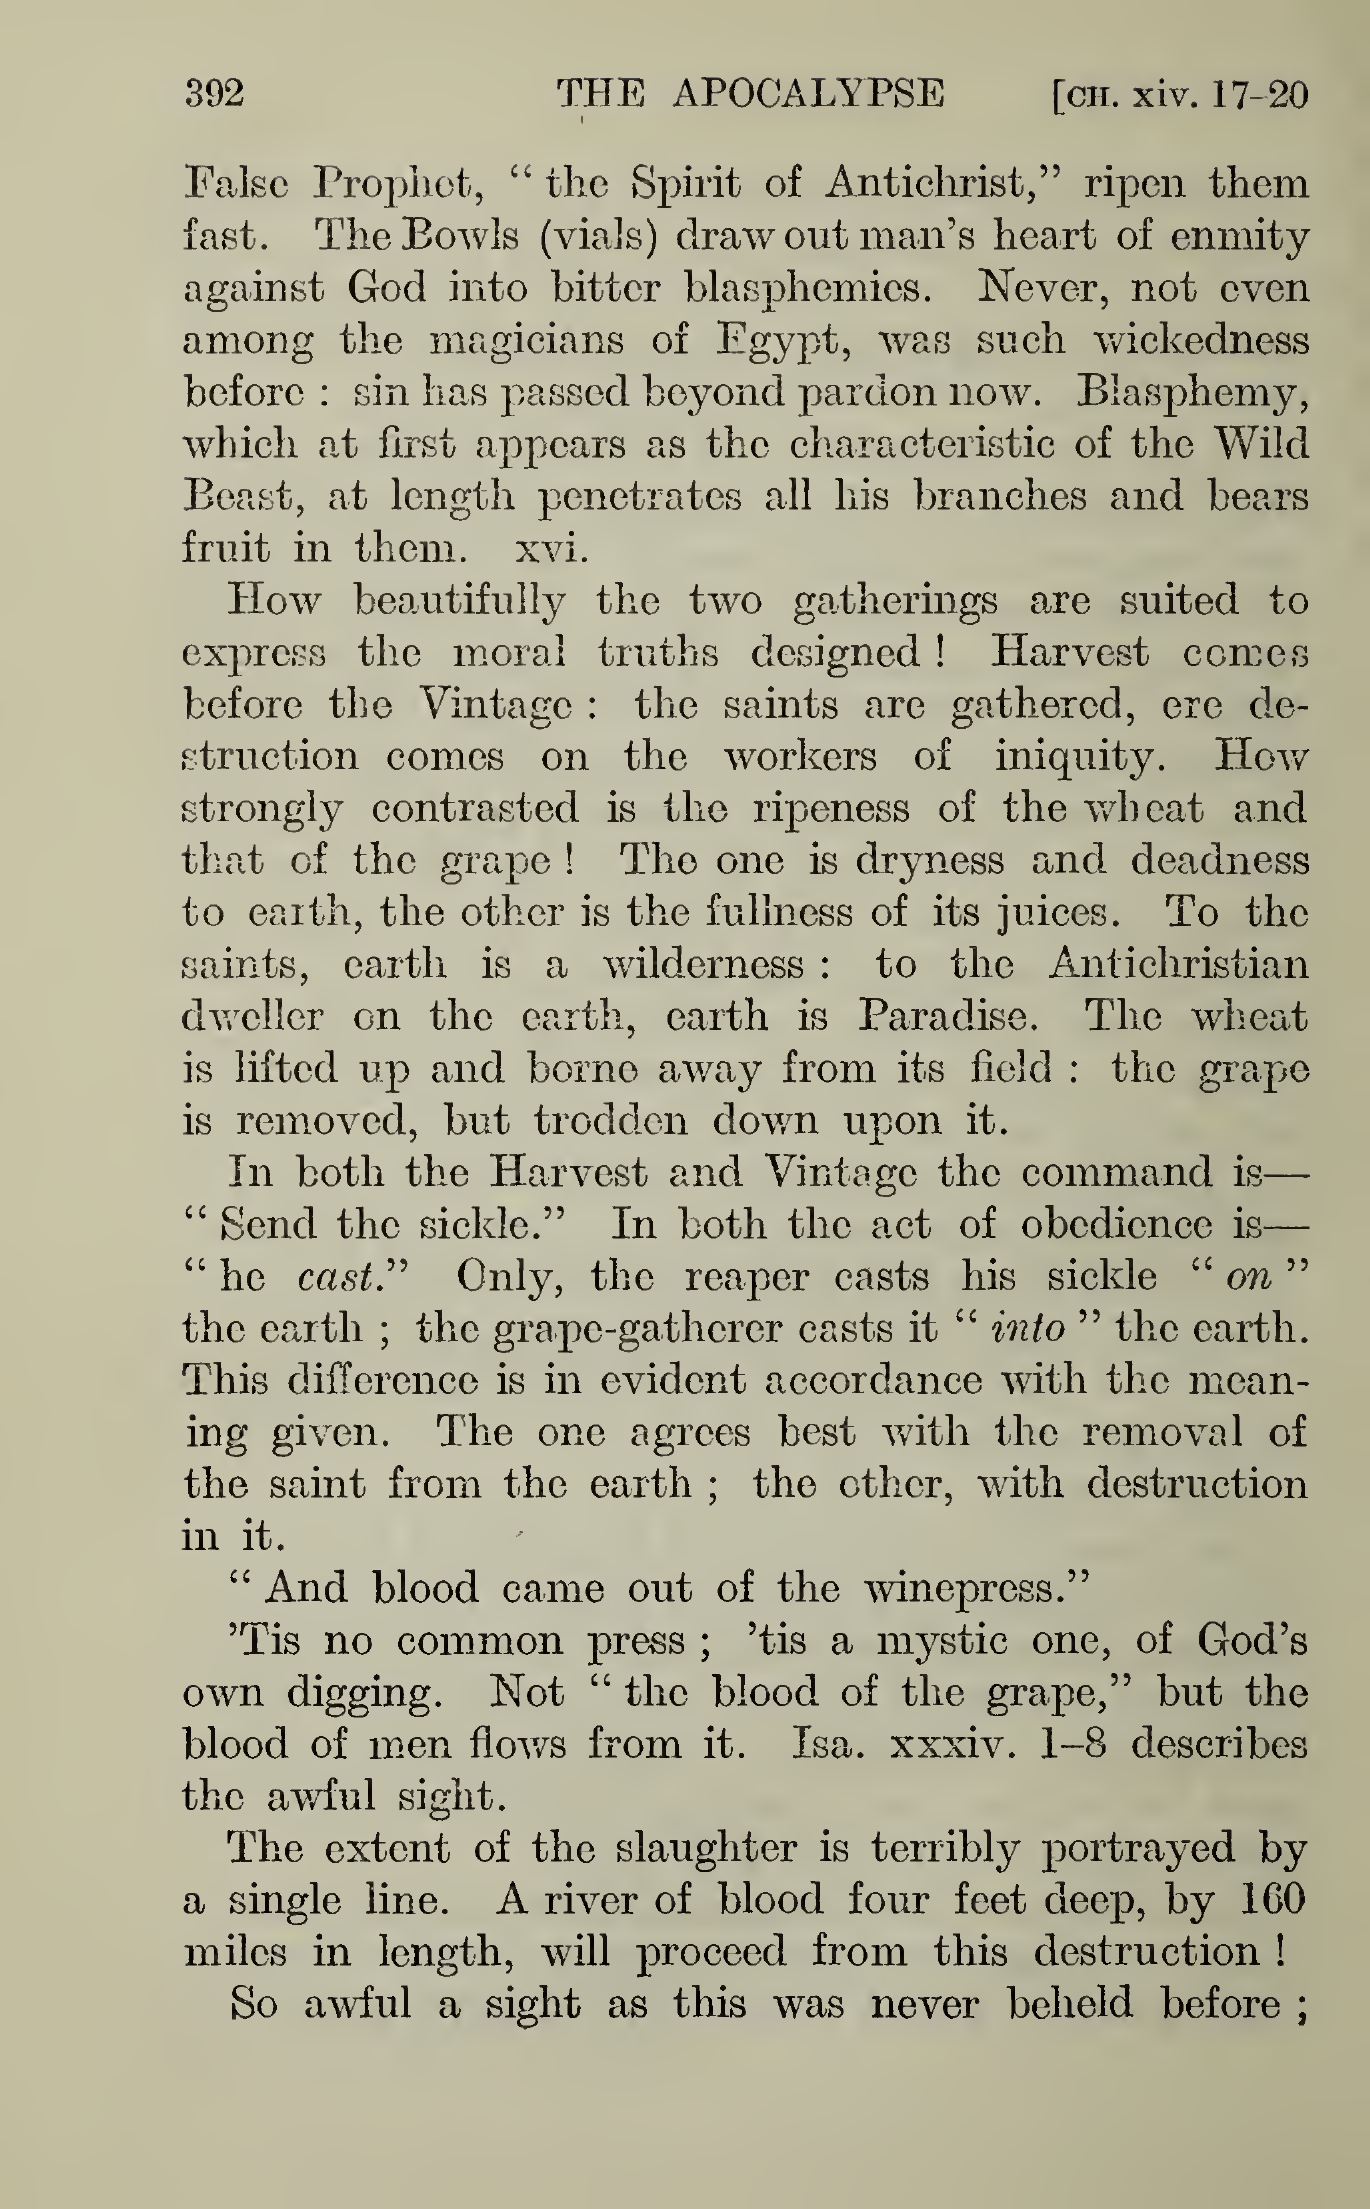 392 THE APOCALYPSE [CH. xiv. 17-20
False Prophet, “ the Spirit of Antichrist,” ripen them
fast. The Bowls (vials) draw out man’s heart of enmity
against God into bitter blasphemies. Never, not even
among the magicians of Egypt, was such wickedness
before : sin has passed beyond pardon now. Blasphemy,
which at first appears as the characteristic of the Wild
Beast, at length penetrates all his branches and bears
fruit in them. xvi.
How beautifully the two gatherings are suited to
express the moral truths designed ! Harvest comes
before the Vintage : the saints are gathered, ere de-
struction comes on the workers of iniquity. How
strongly contrasted is the ripeness of the wheat and
that of the grape ! The one is dryness and deadness
to earth, the other is the fullness of its juices. To the
saints, earth is a wilderness : to the Antichristian
dweller on the earth, earth is Paradise. The wheat
is lifted up and borne away from its field : the grape
is removed, but trodden down upon it.
In both the Harvest and Vintage the command is—
“ Send the sickle.” In both the act of obedience is—
“ he cast.” Only, the reaper casts his sickle “ on ”
the earth ; the grape-gatherer casts it “ into ” the earth.
This difference is in evident accordance with the mean-
ing given. The one agrees best with the removal of
the saint from the earth ; the other, with destruction
in it.
“ And blood came out of the winepress.”
’Tis no common press ; ’tis a mystic one, of God’s
own digging. Not “ the blood of the grape,” but the
blood of men flows from it. Isa. xxxiv. 1–8 describes
the awful sight.
The extent of the slaughter is terribly portrayed by
a single line. A river of blood four feet deep, by 160
miles in length, will proceed from this destruction !
So awful a sight as this was never beheld before ;